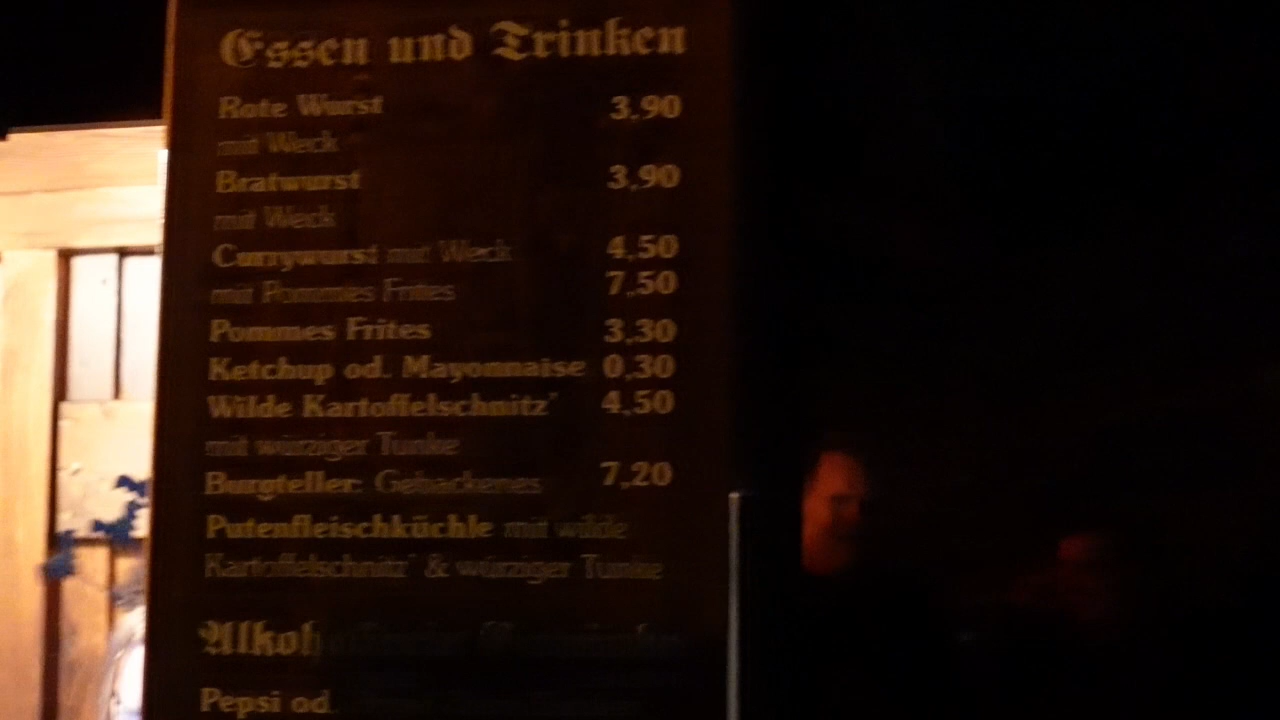 Essen und Trinken
Rote Wurst 3,90
mit Weck
Bratwurst 3,90
mit Weck
Currywurst mit Weck 4,50
mit Pommes Frites 7,50
Pommes Frites 3,30
Ketchup od. Mayonnaise 0,30
Wilde Kartoffelschnitz' 4,50
mit würziger Tunke
Burgteller: Gebackenes 7,20
Putenfleischküchle mit wilde
Kartoffelschnitz' & würziger Tunke
Pepsi od.